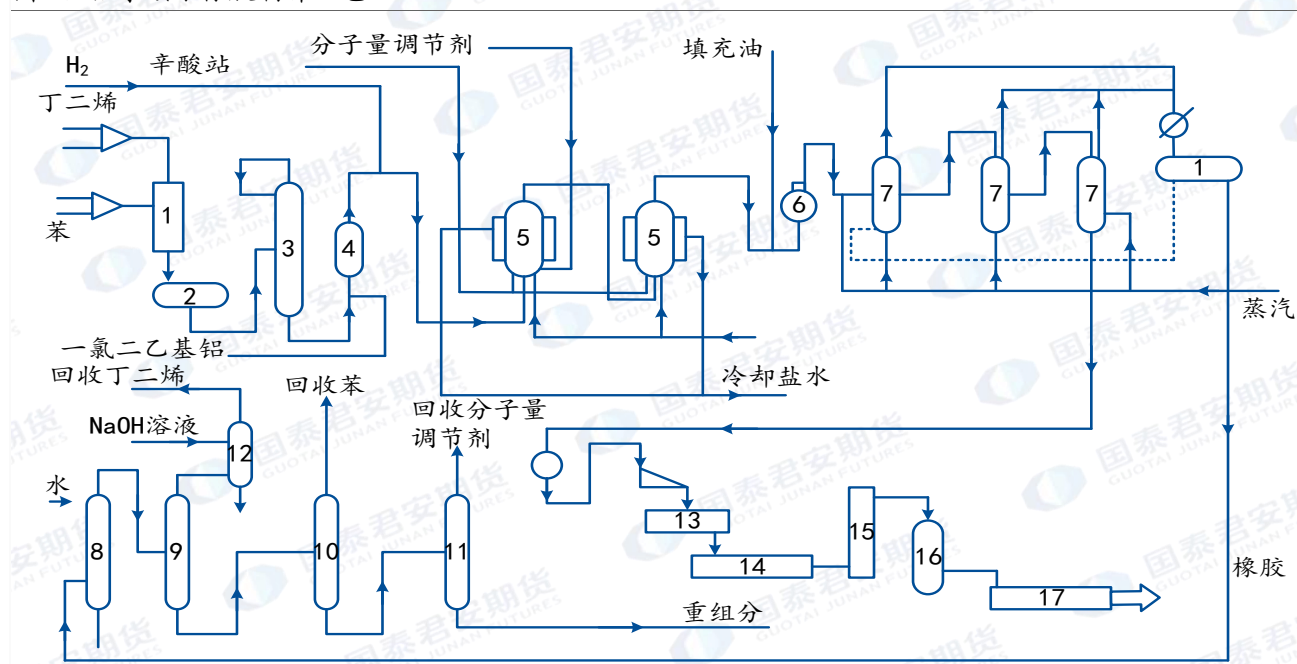 分子量调节剂
填充油
H₂
辛酸站
丁二烯
苯
1
2
3
4
5
5
6
7
7
7
1
蒸汽
一氯二乙基铝
回收丁二烯
回收苯
冷却盐水
回收分子量
调节剂
NaOH溶液
12
水
8
9
10
11
13
14
15
16
17
橡胶
重组分
国泰君安期货
GUOTAI JUNAN FUTURES